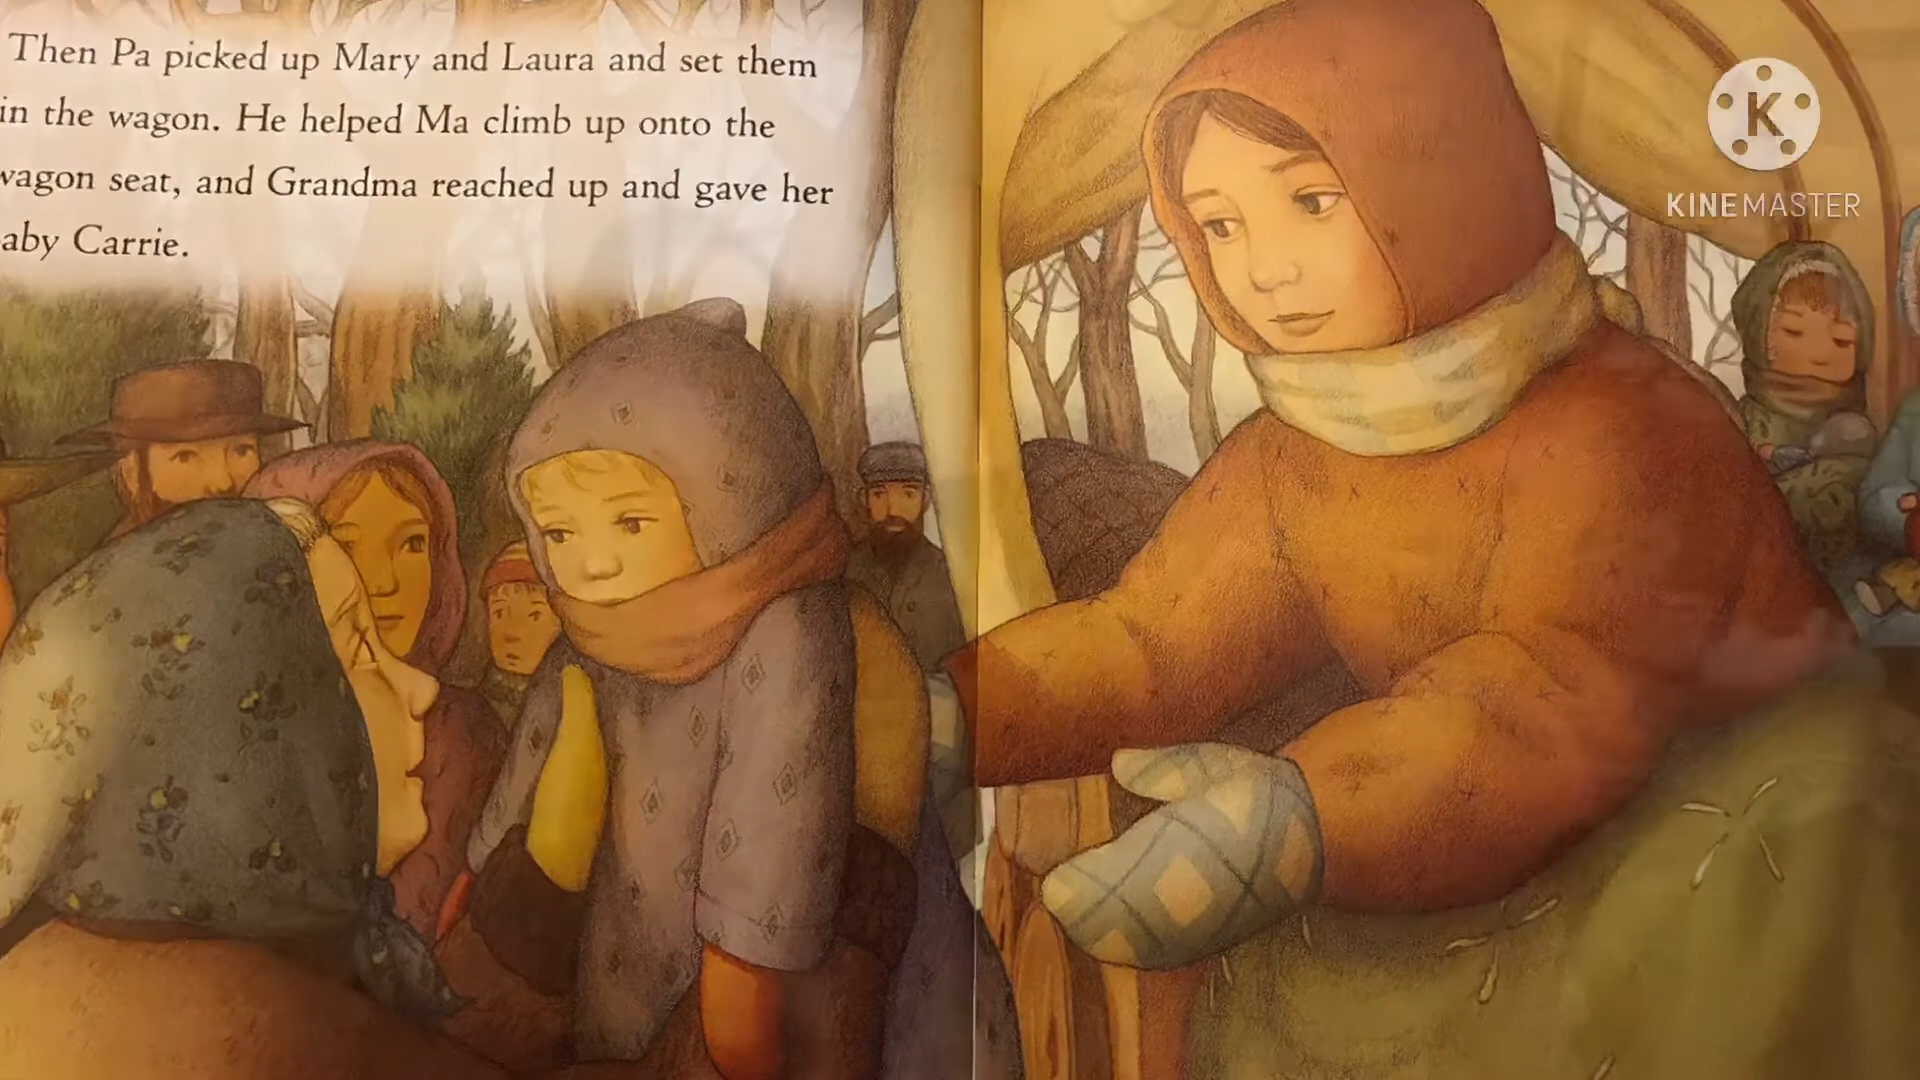 Then Pa picked up Mary and Laura and set them
in the wagon. He helped Ma climb up onto the
wagon seat, and Grandma reached up and gave her
aby Carrie.
K
KINEMASTER